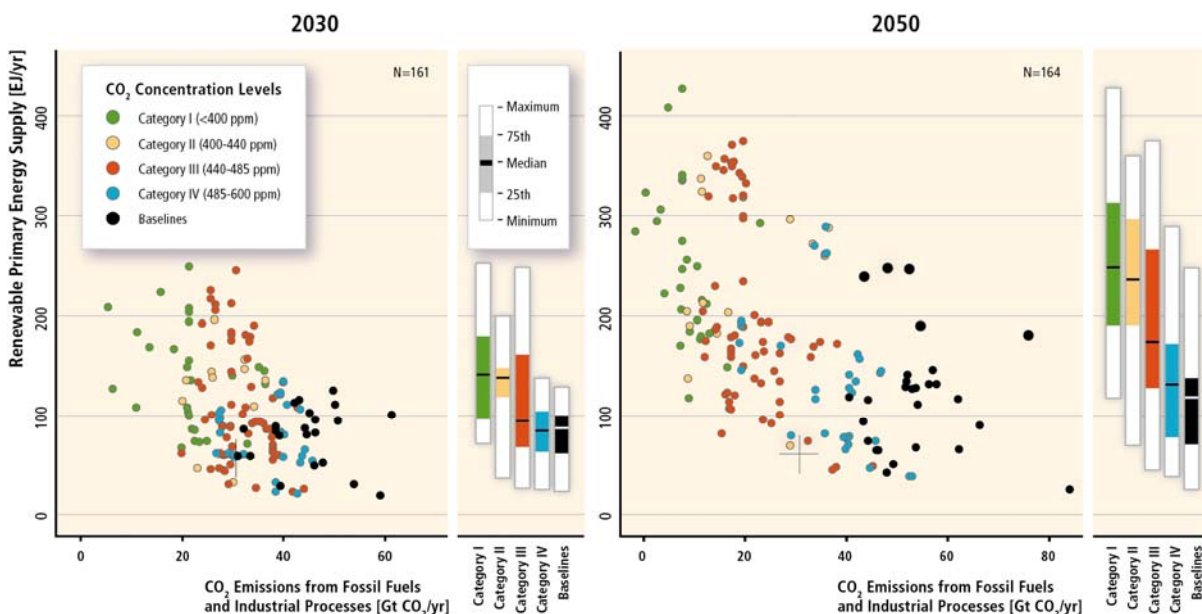 2030
2050
Renewable Primary Energy Supply [EJ/yr]
400
300
200
100
0
CO2 Concentration Levels
Category I (<400 ppm)
Category II (400-440 ppm)
Category III (440-485 ppm)
Category IV (485-600 ppm)
Baselines
N=161
Maximum
75th
Median
25th
Minimum
0
20
40
60
CO2 Emissions from Fossil Fuels
and Industrial Processes [Gt CO2/yr]
Category I
Category II
Category III
Category IV
Baselines
400
300
200
100
0
N=164
0
20
40
60
80
CO2 Emissions from Fossil Fuels
and Industrial Processes [Gt CO2/yr]
Category I
Category II
Category III
Category IV
Baselines